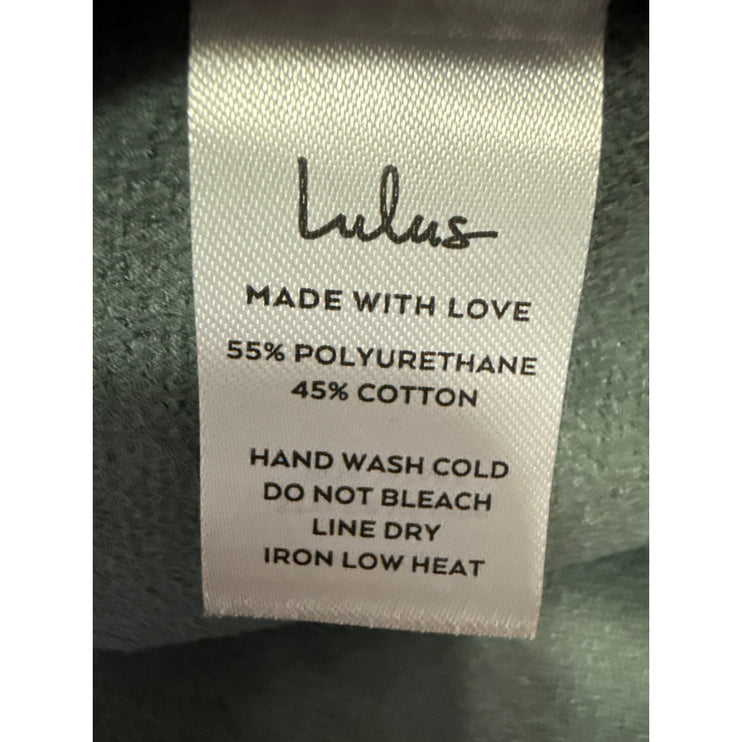 Lulus
MADE WITH LOVE
55% POLYURETHANE
45% COTTON
HAND WASH COLD
DO NOT BLEACH
LINE DRY
IRON LOW HEAT